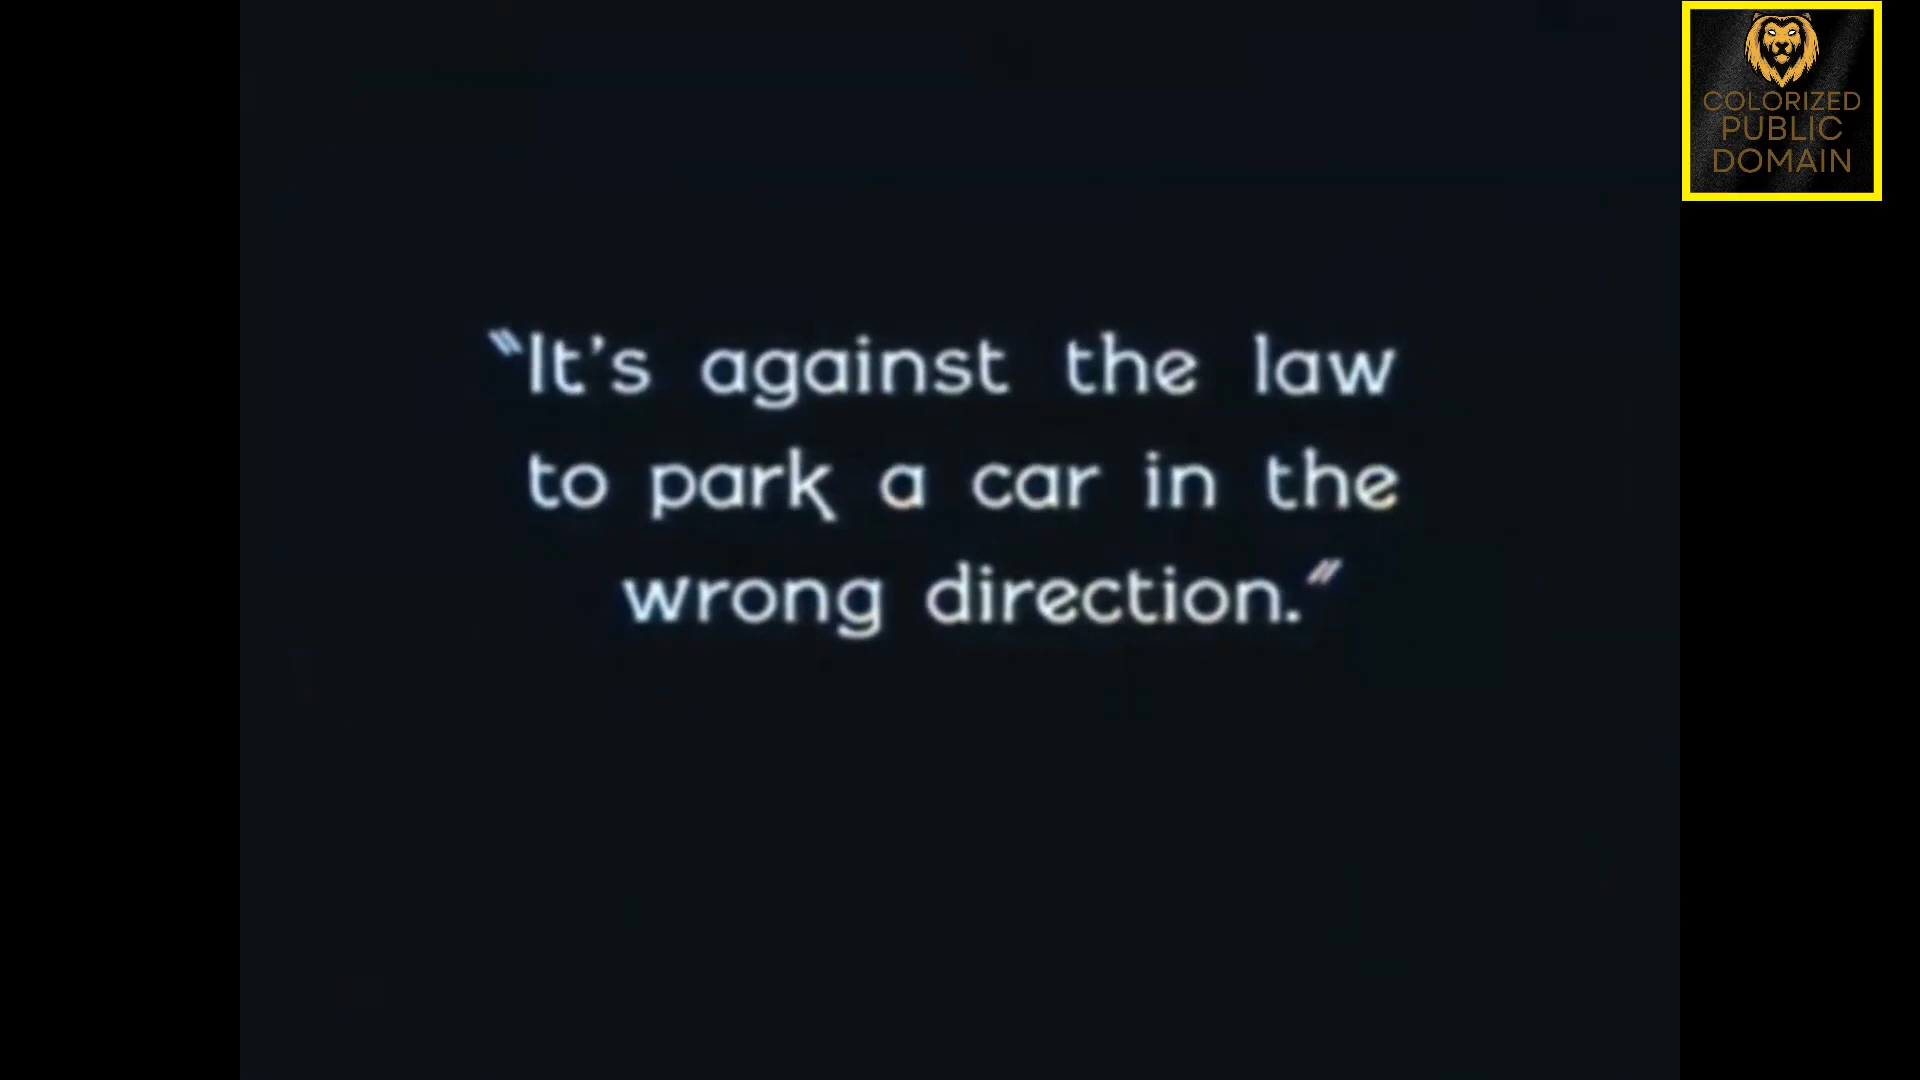 COLORIZED
PUBLIC
DOMAIN
"It's against the law
to park a car in the
wrong direction."